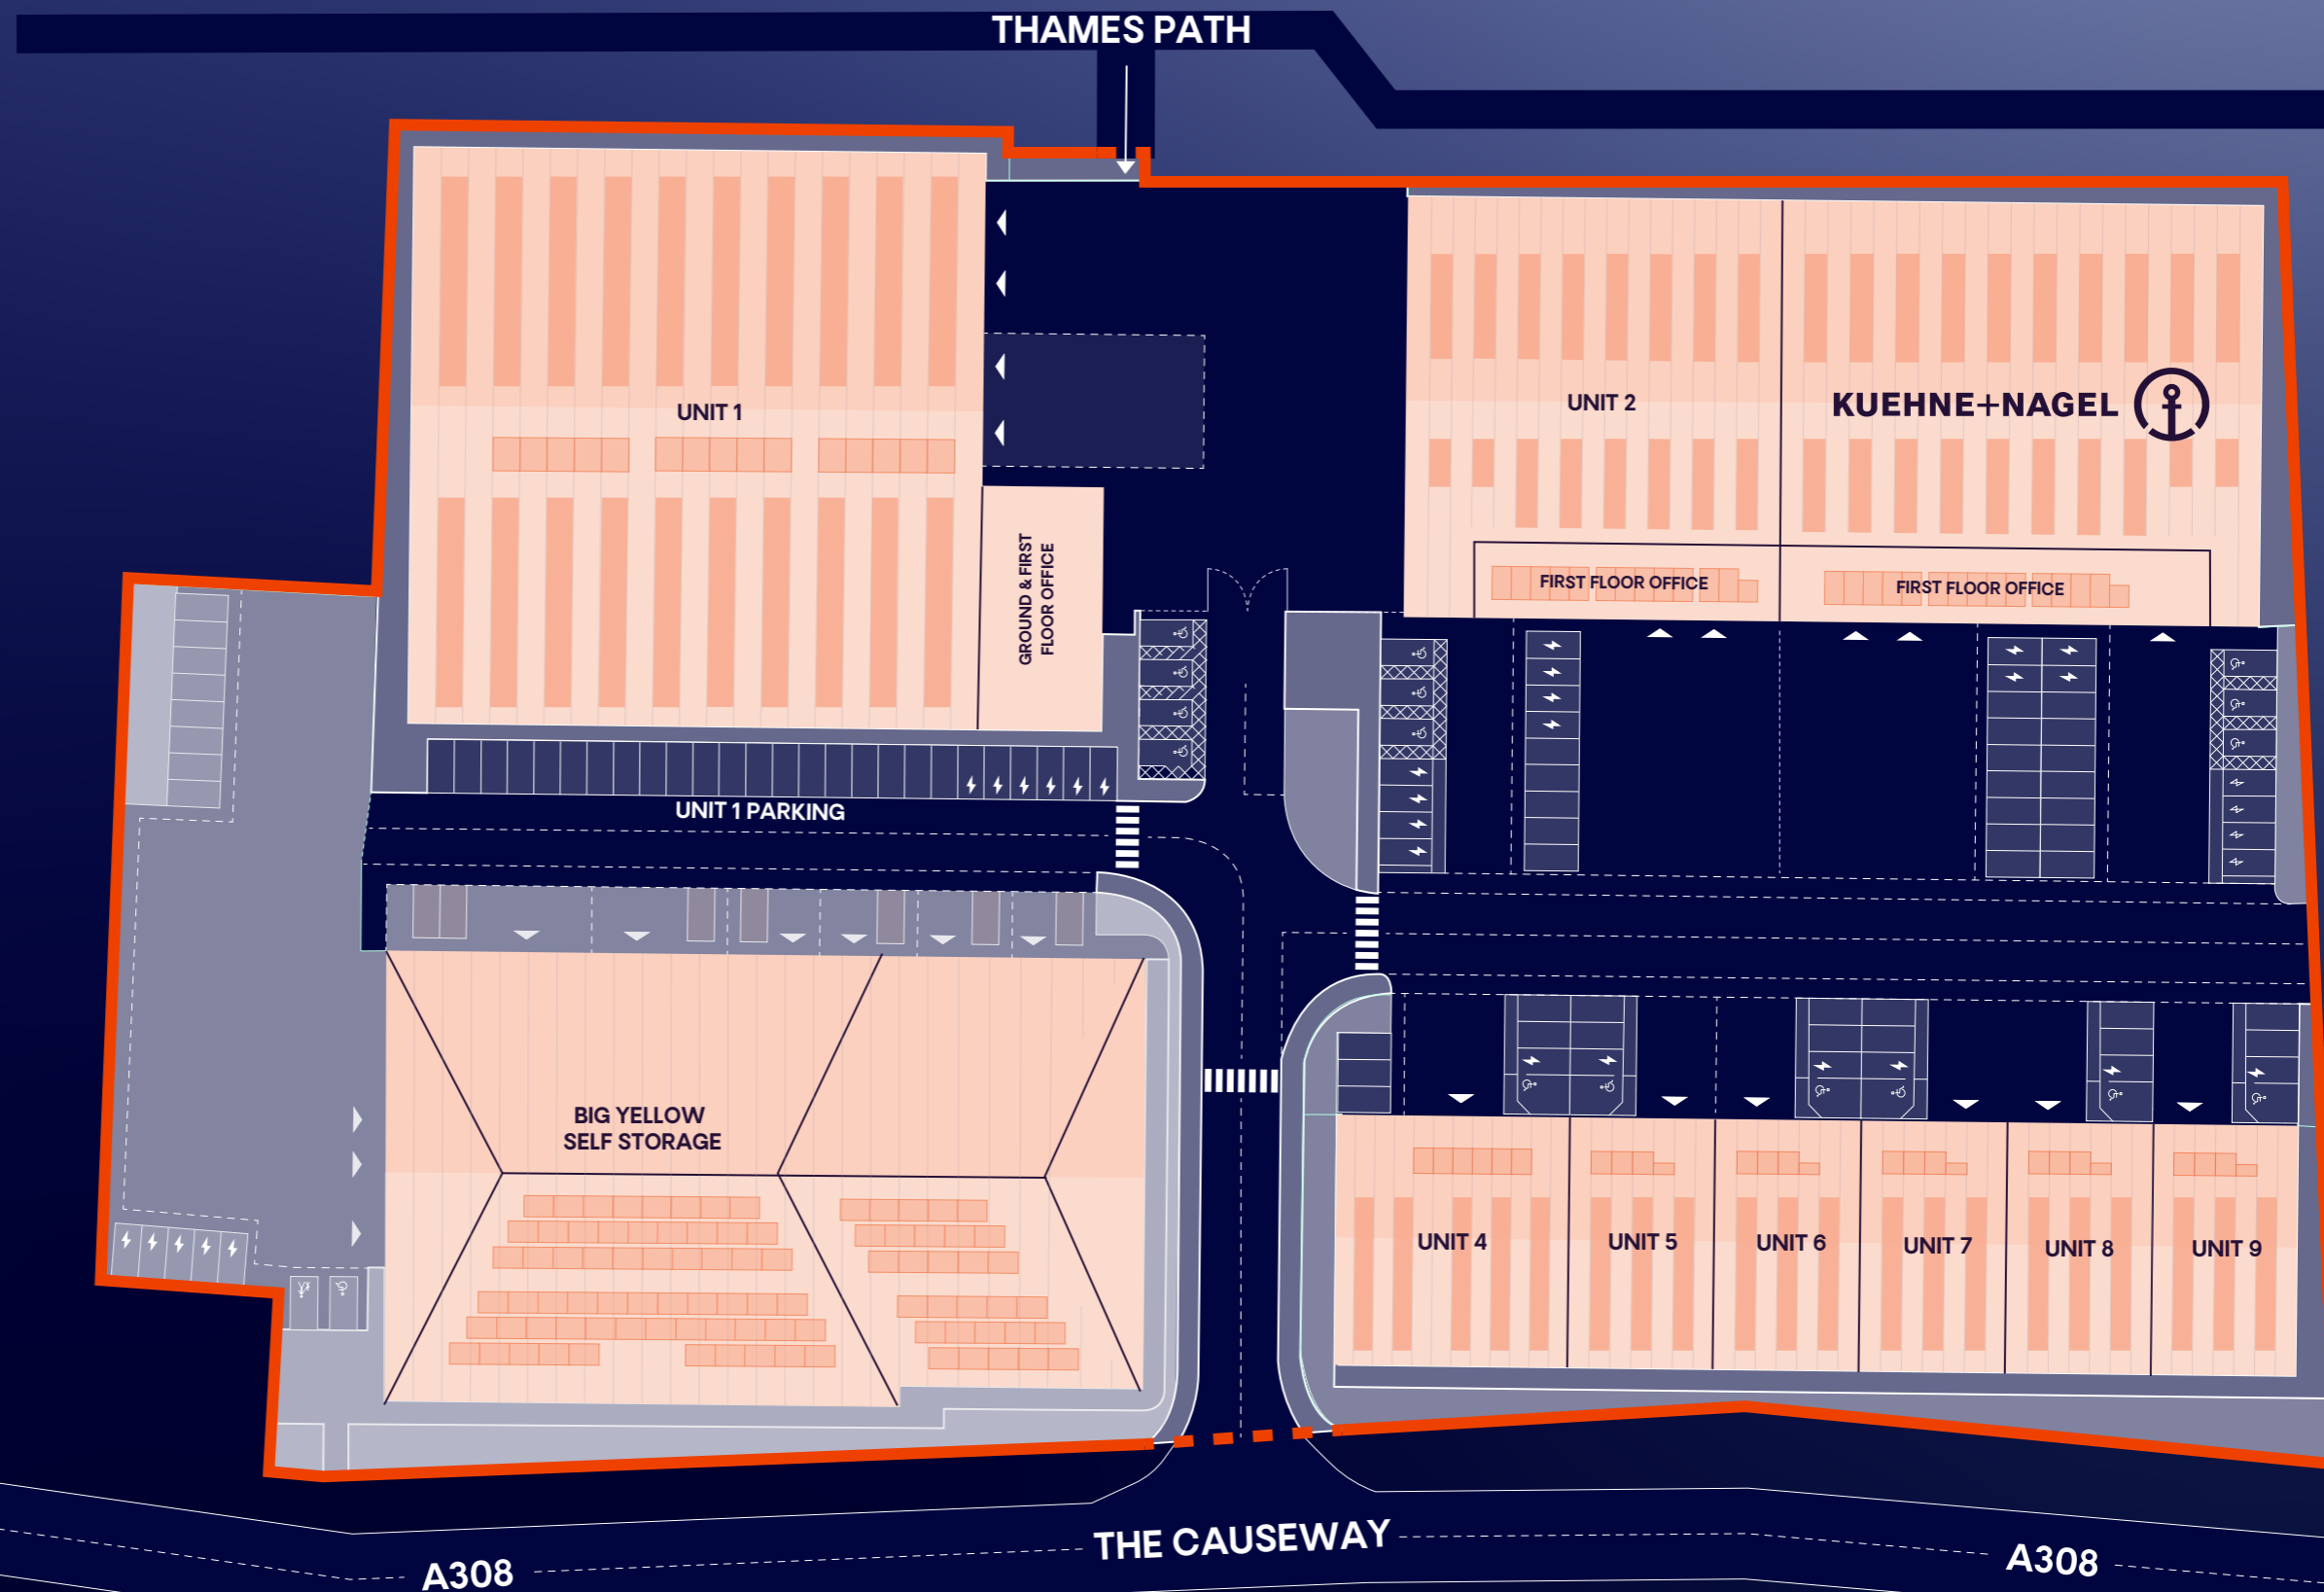 THAMES PATH
UNIT 1
UNIT 2
KUEHNE+NAGEL
GROUND & FIRST
FLOOR OFFICE
FIRST FLOOR OFFICE
FIRST FLOOR OFFICE
UNIT 1 PARKING
BIG YELLOW
SELF STORAGE
UNIT 4
UNIT 5
UNIT 6
UNIT 7
UNIT 8
UNIT 9
THE CAUSEWAY
A308
A308